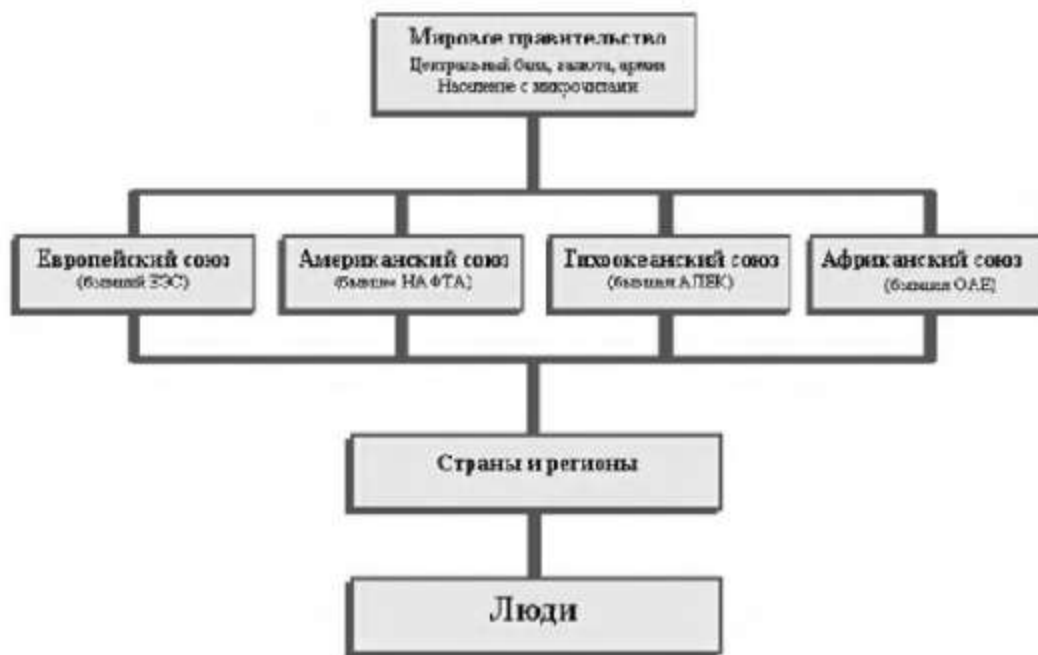 Мировое правительство
Центральный банк, валюта, армия
Население с микрочипами
Европейский союз
(бывший ЕЭС)
Американский союз
(бывшее НАФТА)
Тихоокеанский союз
(бывшая АПЕК)
Африканский союз
(бывшая ОАЕ)
Страны и регионы
Люди